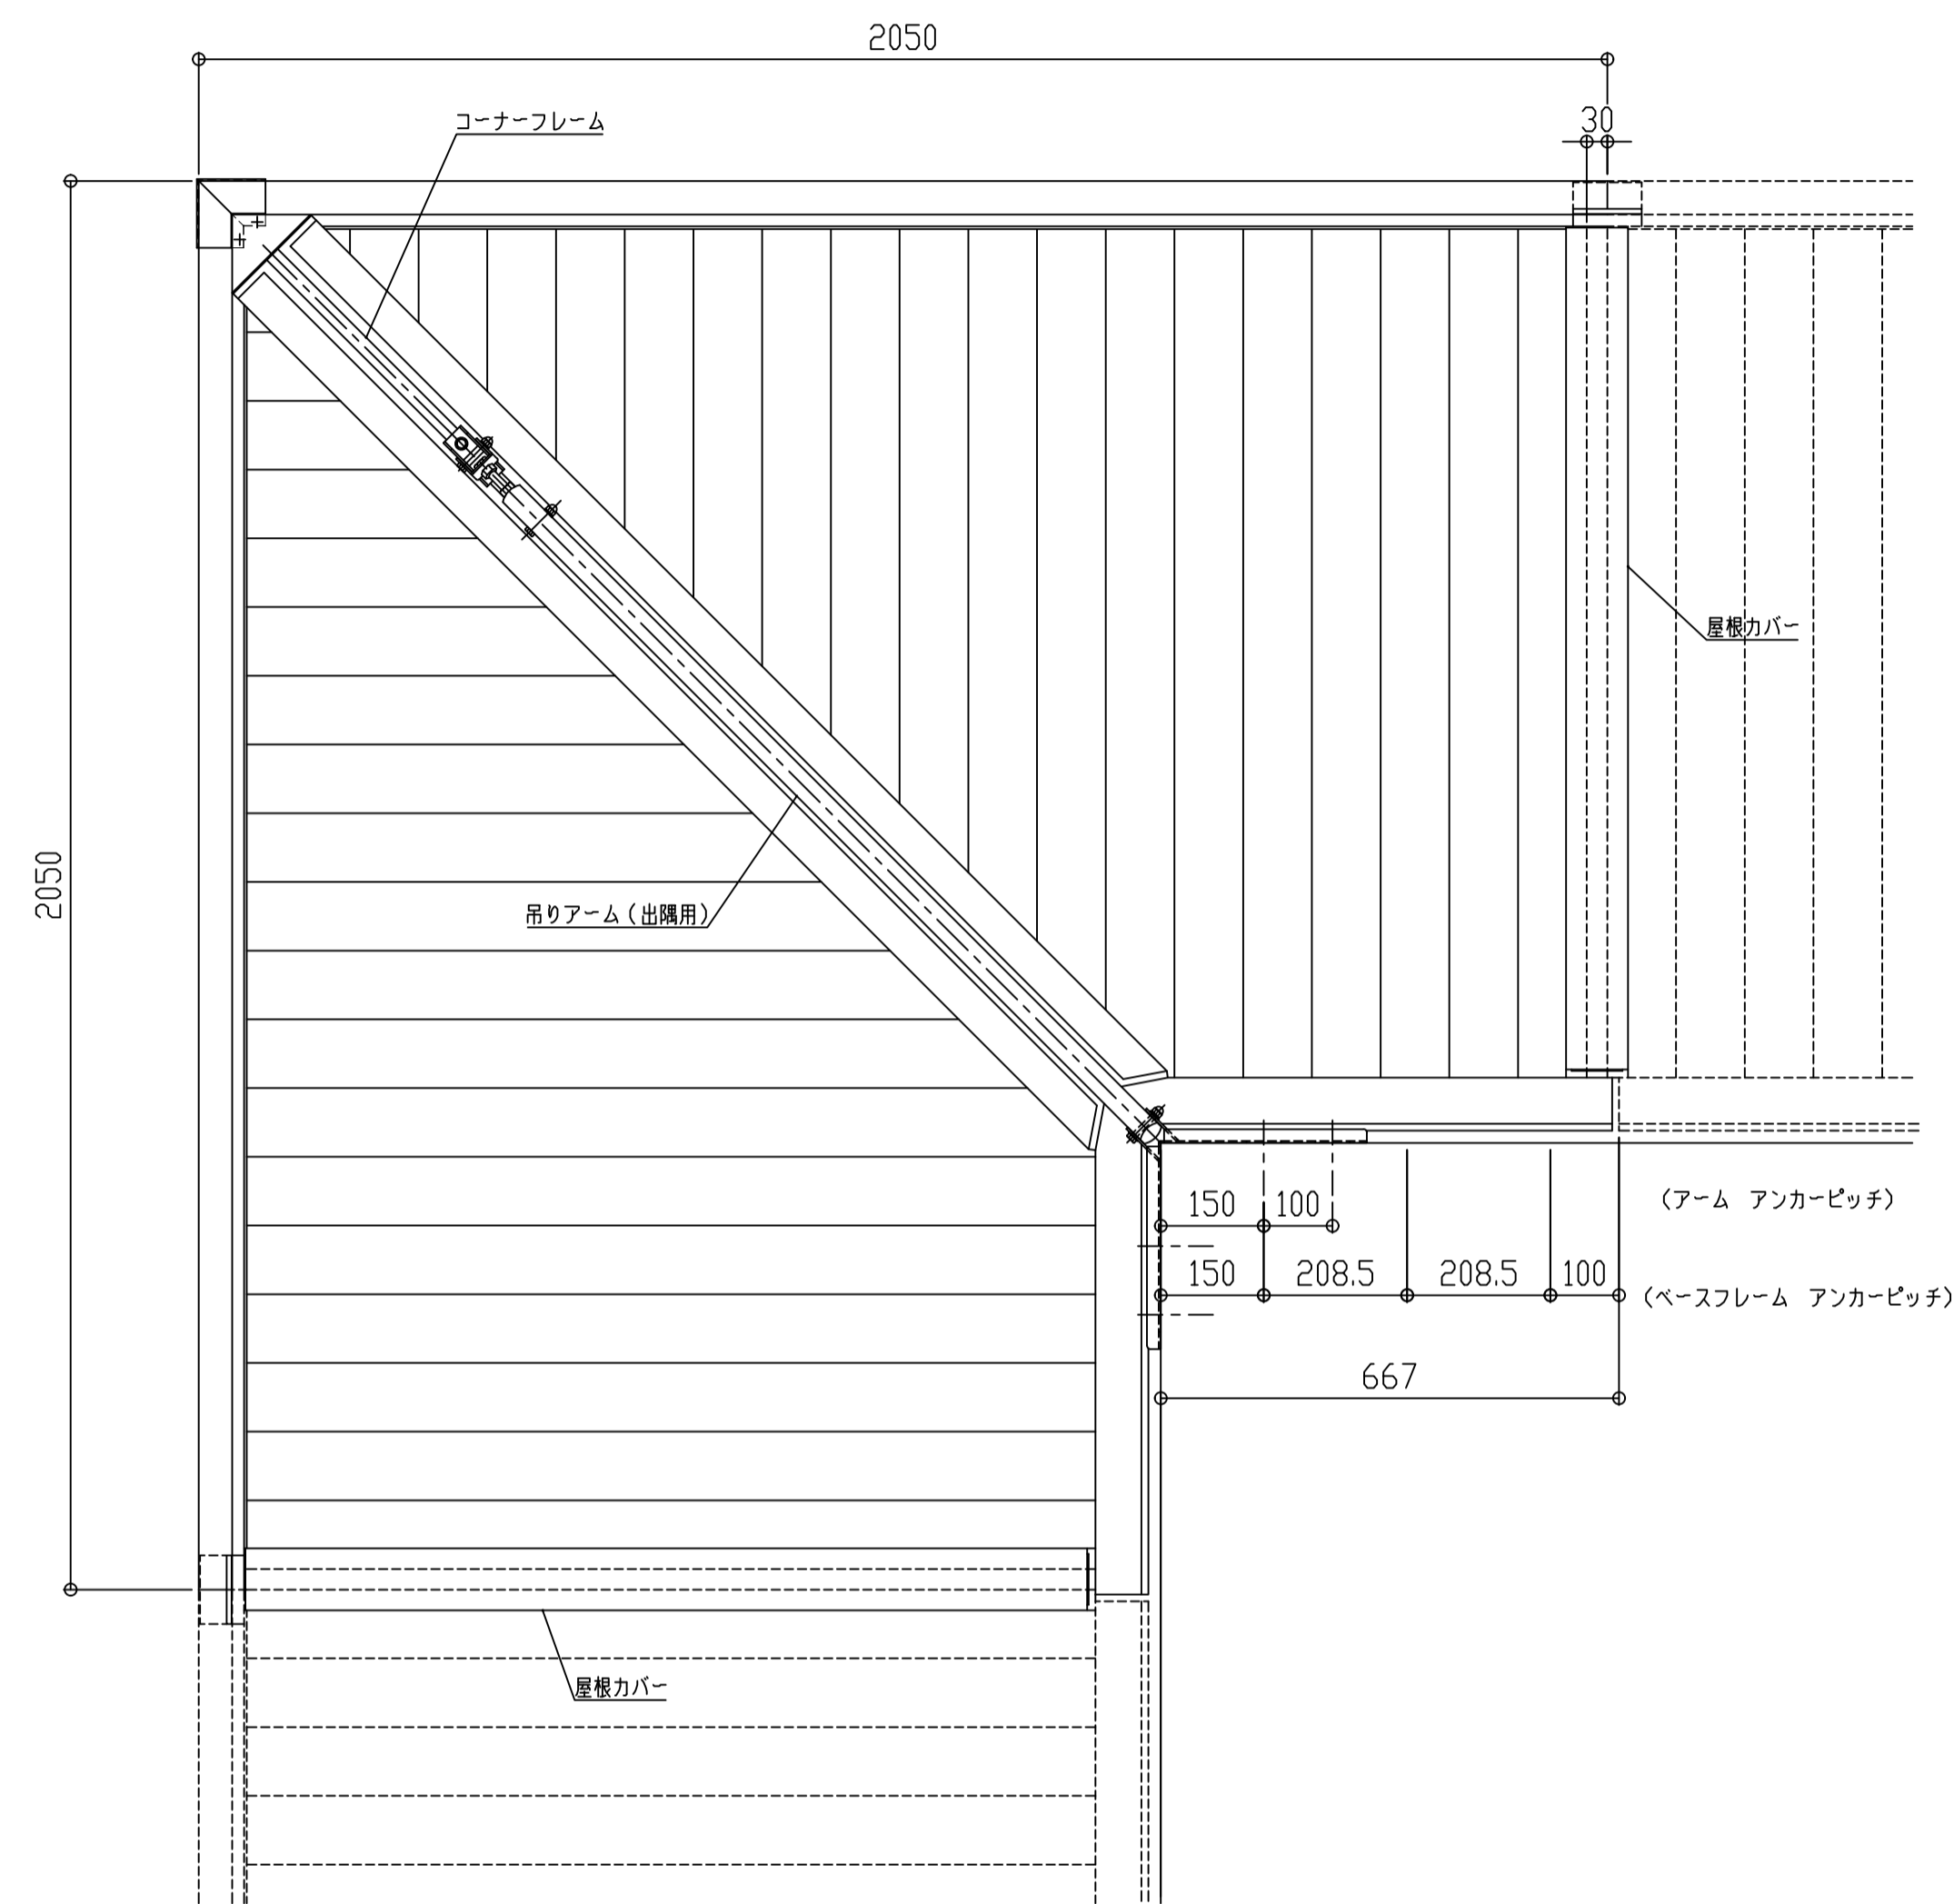 2050
30
コーナーフレーム
屋根カバー
2050
吊りアーム(出隅用)
150 100
(アーム アンカーピッチ)
150 208.5 208.5 100
(ベースフレーム アンカーピッチ)
667
屋根カバー